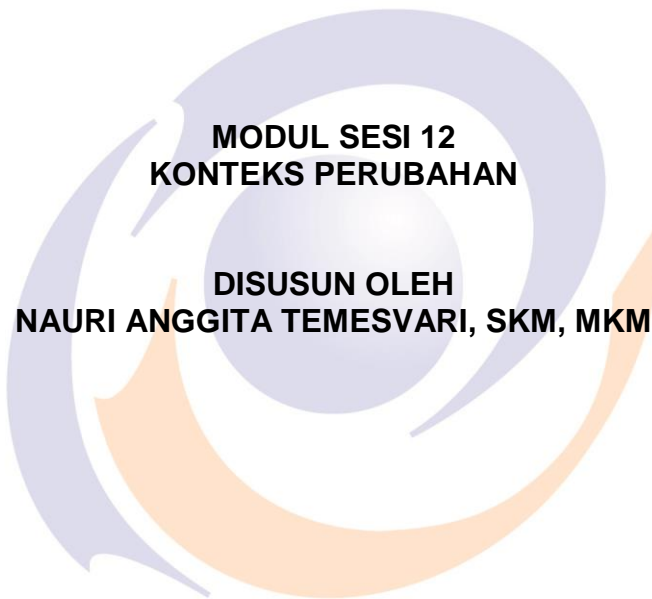 MODUL SESI 12
KONTEKS PERUBAHAN
DISUSUN OLEH
NAURI ANGGITA TEMESVARI, SKM, MKM